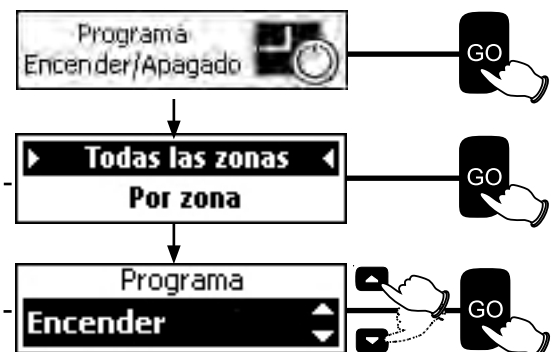 Programa
Encender/Apagado
GO
Todas las zonas
Por zona
GO
Programa
Encender
GO